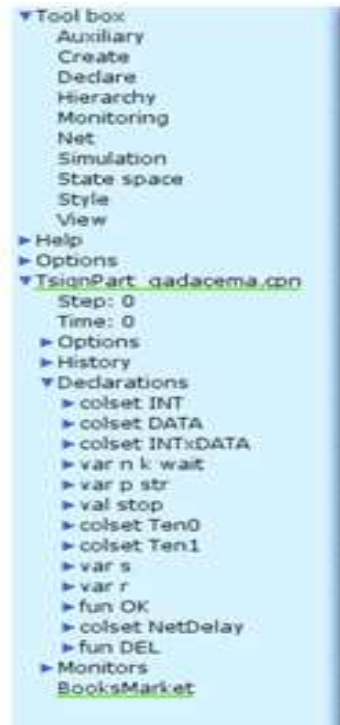 Tool box
Auxiliary
Create
Declare
Hierarchy
Monitoring
Net
Simulation
State space
Style
View
Help
Options
TsignPart_gadacema.cpn
Step: 0
Time: 0
Options
History
Declarations
colset INT
colset DATA
colset INTxDATA
var n k wait
var p str
val stop
colset Ten0
colset Ten1
var s
var r
fun OK
colset NetDelay
fun DEL
Monitors
BooksMarket